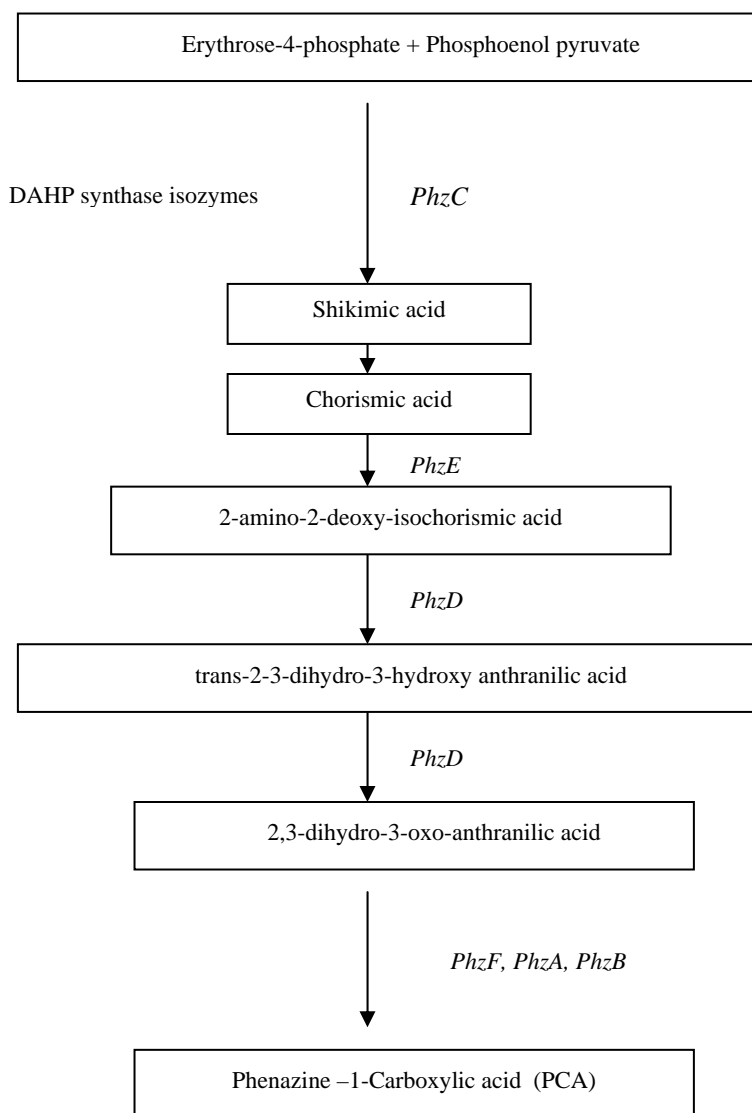 Erythrose-4-phosphate + Phosphoenol pyruvate
DAHP synthase isozymes
PhzC
Shikimic acid
Chorismic acid
PhzE
2-amino-2-deoxy-isochorismic acid
PhzD
trans-2-3-dihydro-3-hydroxy anthranilic acid
PhzD
2,3-dihydro-3-oxo-anthranilic acid
PhzF, PhzA, PhzB
Phenazine –1-Carboxylic acid (PCA)